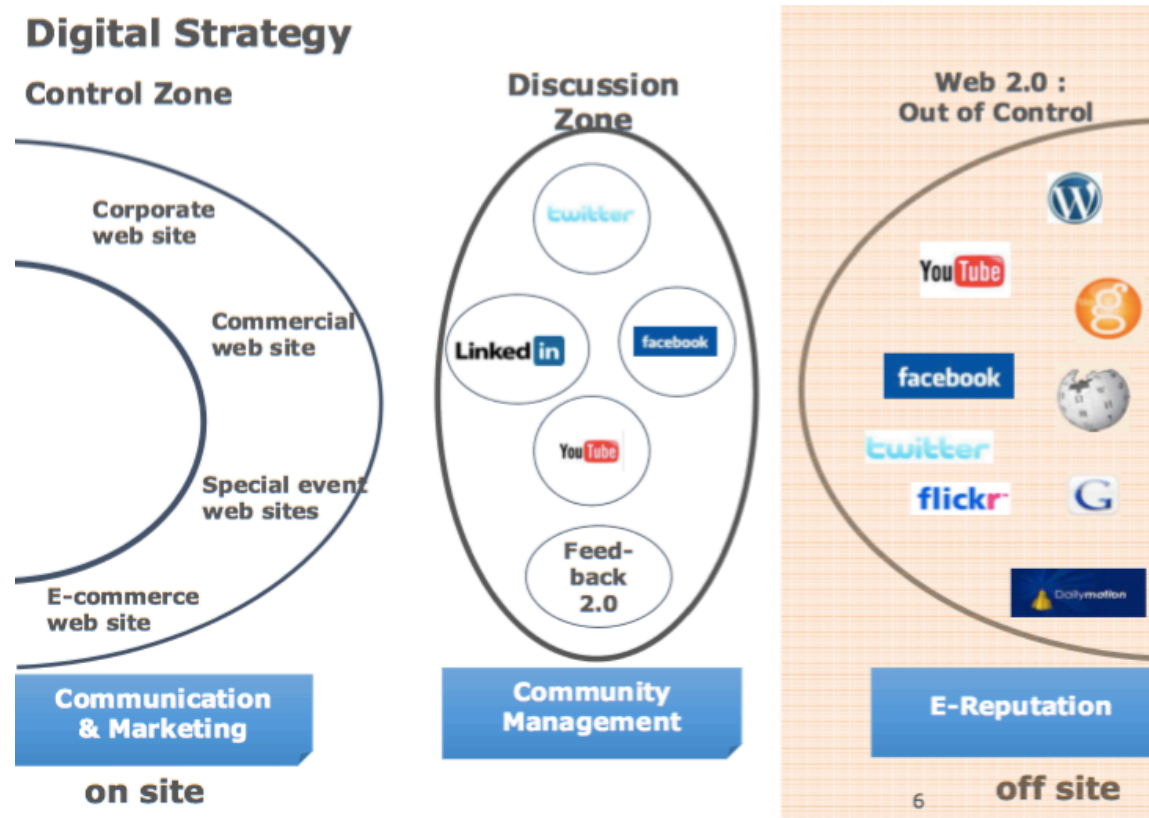 Digital Strategy
Control Zone
Corporate
web site
Commercial
web site
Special event
web sites
E-commerce
web site
Communication
& Marketing
on site
Discussion
Zone
twitter
Linked in
facebook
You Tube
Feed-
back
2.0
Community
Management
Web 2.0 :
Out of Control
W
You Tube
g
facebook
twitter
flickr
G
Dailymotion
E-Reputation
6
off site